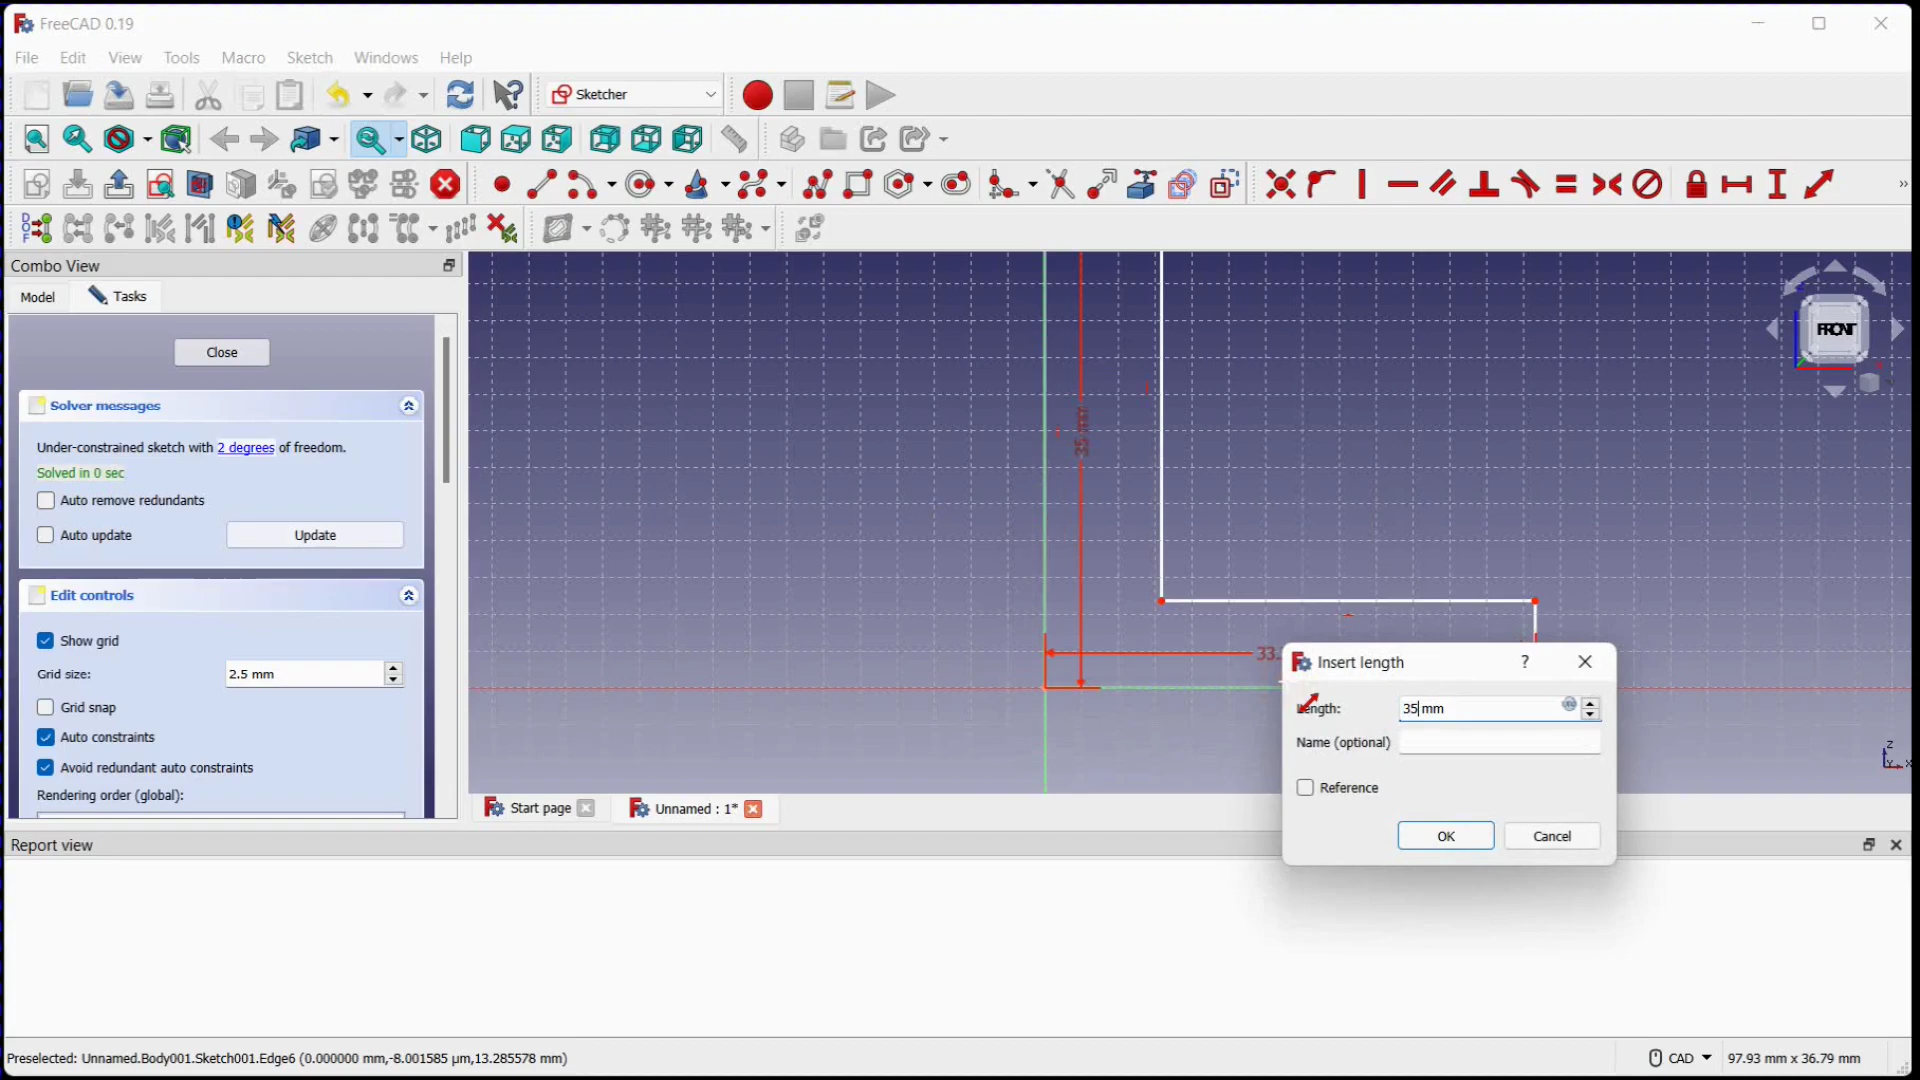 FreeCAD 0.19
File Edit View Tools Macro Sketch Windows Help
Sketcher
Combo View
Model Tasks
Close
Solver messages
Under-constrained sketch with 2 degrees of freedom.
Solved in 0 sec
Auto remove redundants
Auto update Update
Edit controls
Show grid
Grid size: 2.5 mm
Grid snap
Auto constraints
Avoid redundant auto constraints
Rendering order (global):
35 mm
33.
FRONT
Z
X
Insert length
?
Length: 35 mm
Name (optional)
Reference
OK Cancel
Start page Unnamed : 1*
Report view
Preselected: Unnamed.Body001.Sketch001.Edge6 (0.000000 mm,-8.001585 µm,13.285578 mm)
CAD 97.93 mm x 36.79 mm